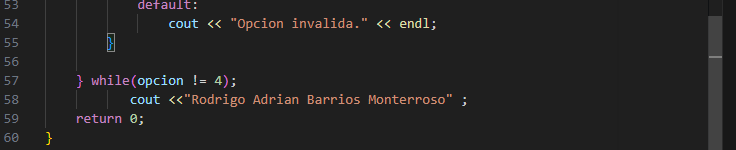 53 default:
54 cout << "Opcion invalida." << endl;
55 }
56
57 } while(opcion != 4);
58 cout <<"Rodrigo Adrian Barrios Monterroso" ;
59 return 0;
60 }